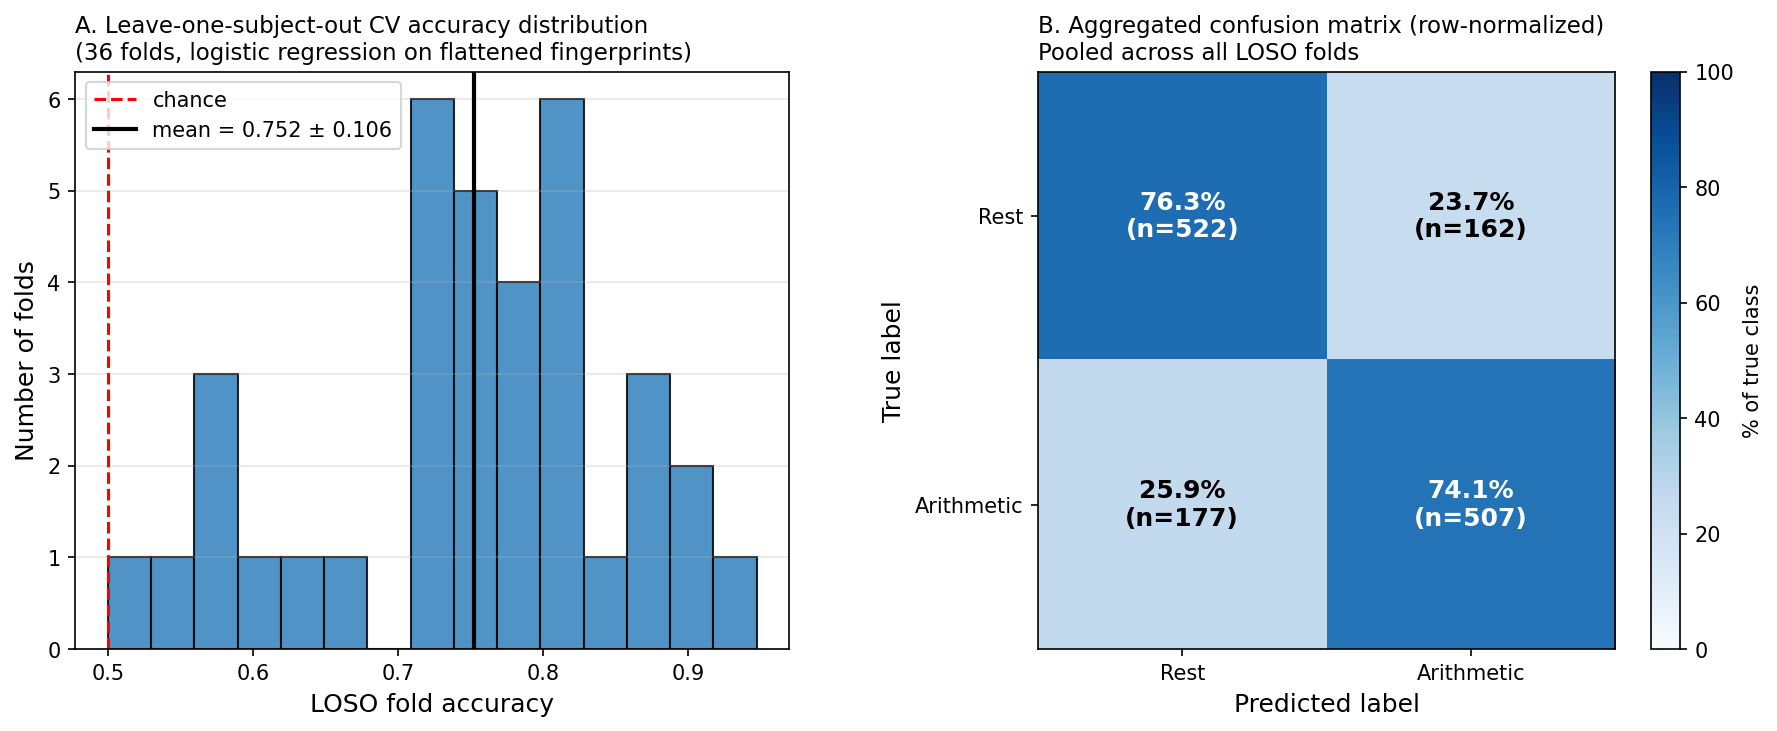 A. Leave-one-subject-out CV accuracy distribution
(36 folds, logistic regression on flattened fingerprints)
chance
mean = 0.752 ± 0.106
Number of folds
6
5
4
3
2
1
0
0.5
0.6
0.7
0.8
0.9
LOSO fold accuracy
B. Aggregated confusion matrix (row-normalized)
Pooled across all LOSO folds
True label
Rest
Arithmetic
76.3%
(n=522)
23.7%
(n=162)
25.9%
(n=177)
74.1%
(n=507)
Rest
Arithmetic
Predicted label
100
80
60
40
20
0
% of true class